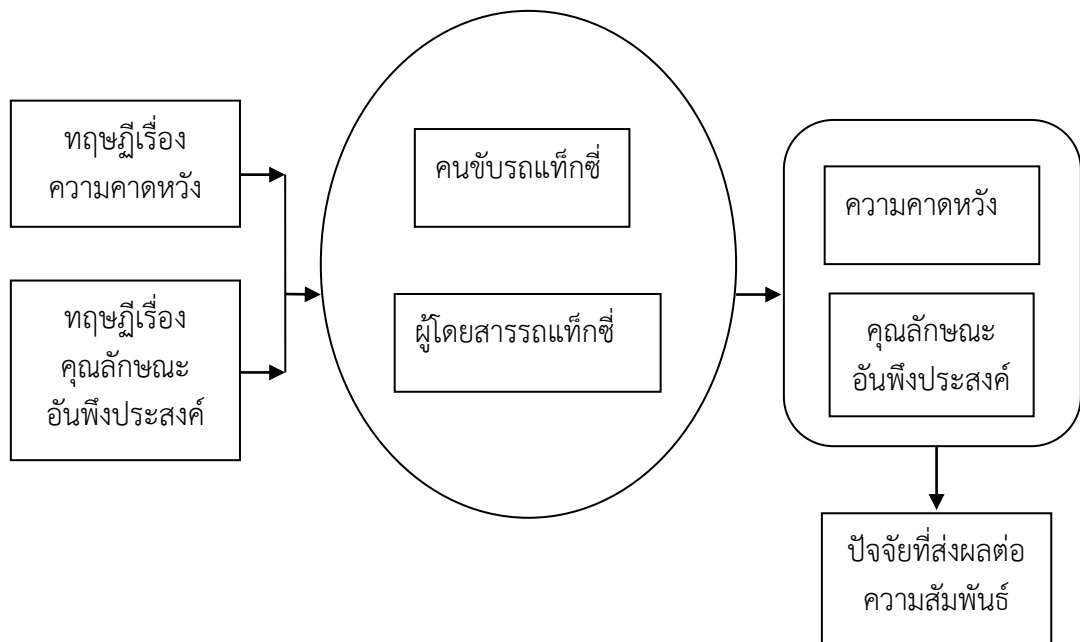 ทฤษฎีเรื่อง
ความคาดหวัง
ทฤษฎีเรื่อง
คุณลักษณะ
อันพึงประสงค์
คนขับรถแท็กซี่
ผู้โดยสารรถแท็กซี่
ความคาดหวัง
คุณลักษณะ
อันพึงประสงค์
ปัจจัยที่ส่งผลต่อ
ความสัมพันธ์